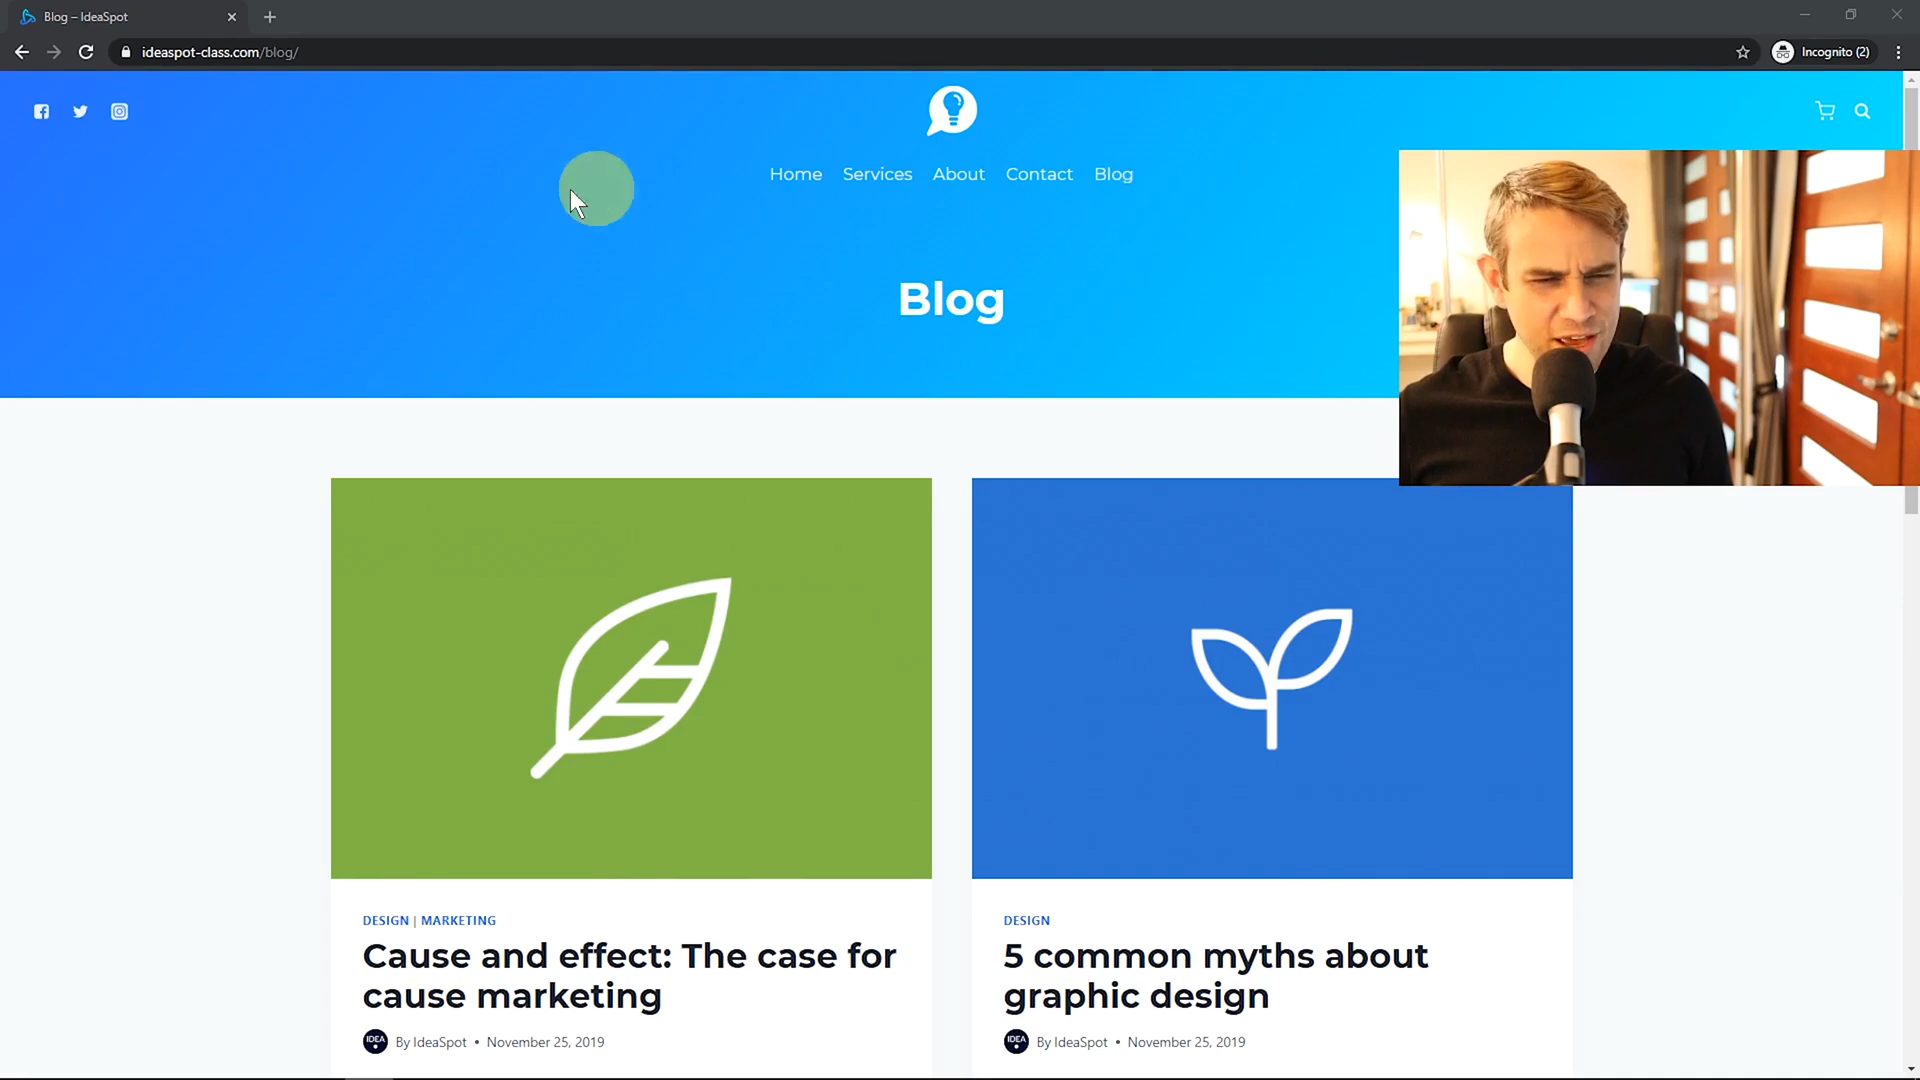 Blog – IdeaSpot
ideaspot-class.com/blog/
Incognito (2)
Home Services About Contact Blog
Blog
DESIGN | MARKETING
Cause and effect: The case for
cause marketing
IDEA By IdeaSpot • November 25, 2019
DESIGN
5 common myths about
graphic design
IDEA By IdeaSpot • November 25, 2019